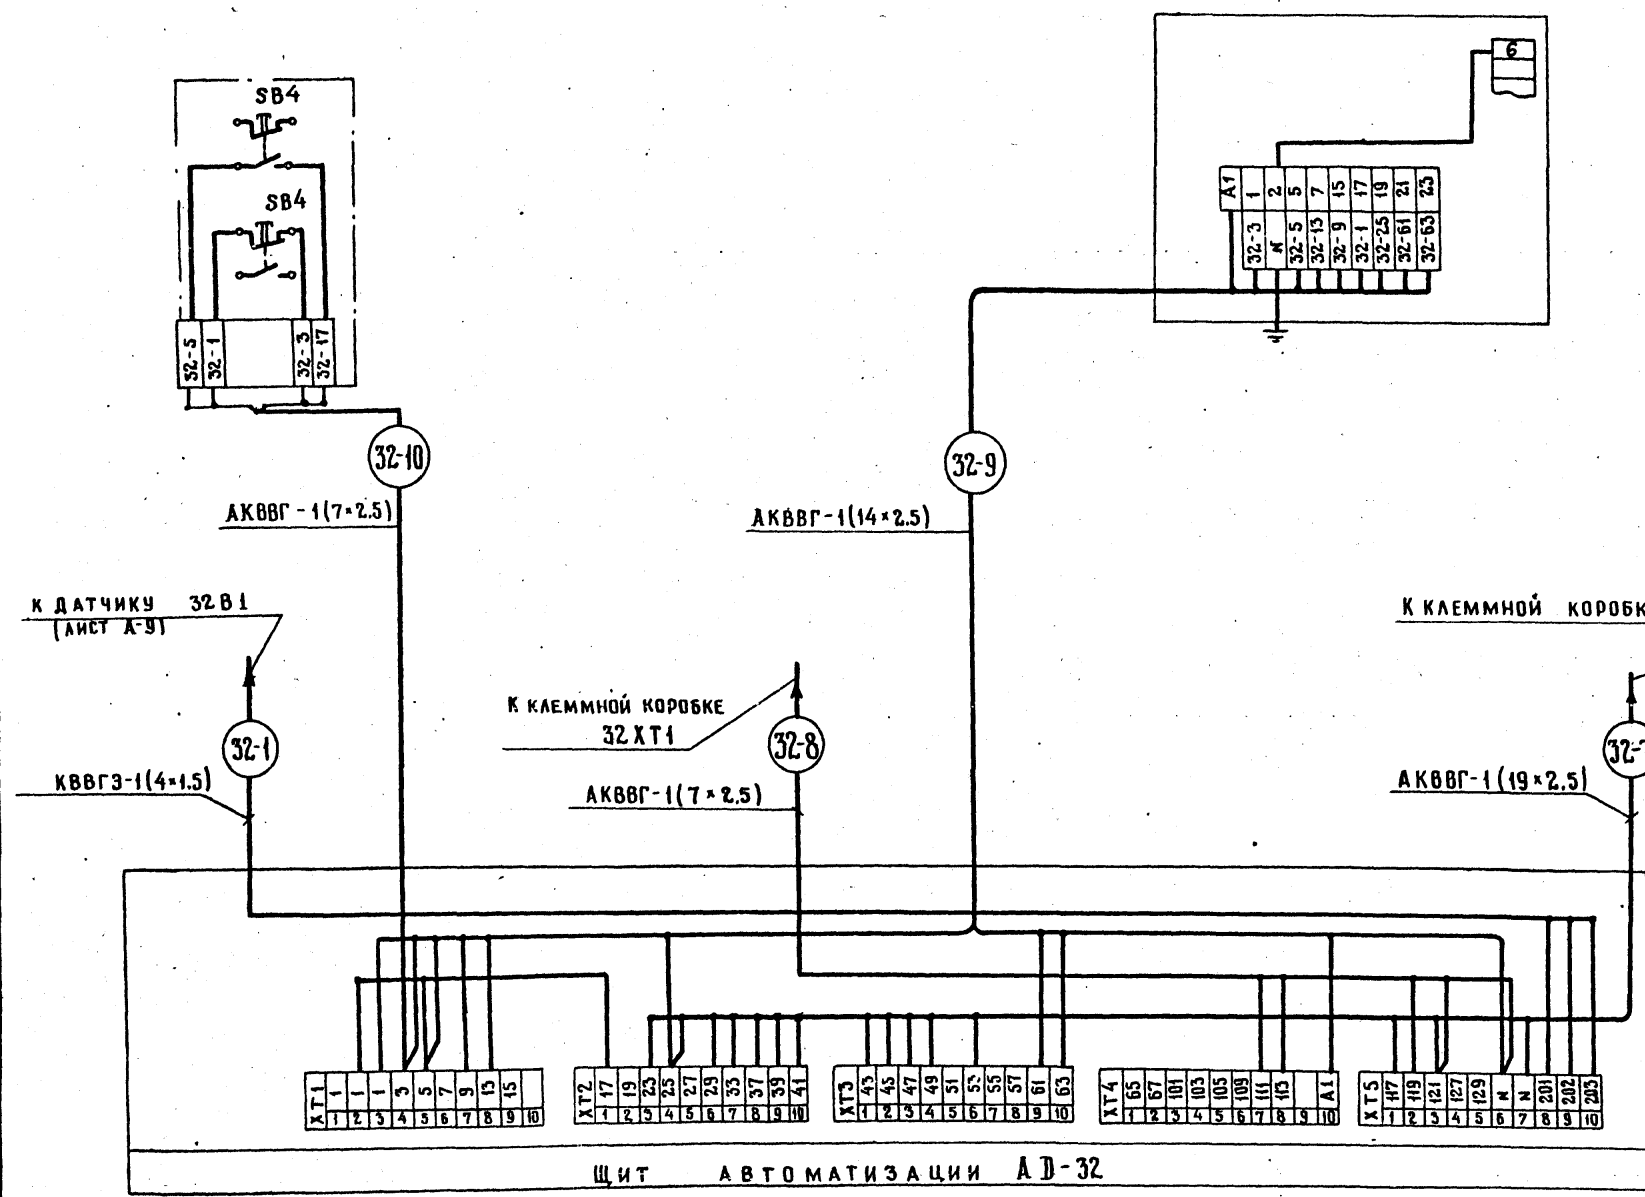 SB4
SB4
32-5
32-1
32-3
32-17
6
А1 1 2 5 7 15 17 19 21 23
32-3 N 32-5 32-13 32-9 32-1 32-25 32-61 32-63
32-10
32-9
АКВВГ-1(7×2.5)
АКВВГ-1(14×2.5)
К ДАТЧИКУ 32В1
(ЛИСТ А-9)
К КЛЕММНОЙ КОРОБК
К КЛЕММНОЙ КОРОБКЕ
32ХТ1
32-1
32-8
КВВГЭ-1(4×1.5)
АКВВГ-1(7×2.5)
АКВВГ-1(19×2.5)
ХТ1 1 1 1 3 5 7 9 13 15
1 2 3 4 5 6 7 8 9 10
ХТ2 17 19 23 25 27 29 33 37 39 41
1 2 3 4 5 6 7 8 9 10
ХТ3 43 45 47 49 51 53 55 57 61 63
1 2 3 4 6 7 8 9 10
ХТ4 65 67 101 103 105 109 111 113 А1
1 2 3 4 5 6 7 8 9 10
ХТ5 117 119 121 127 129 N N 201 202 203
1 2 3 4 5 6 7 8 9 10
ЩИТ АВТОМАТИЗАЦИИ АD-32